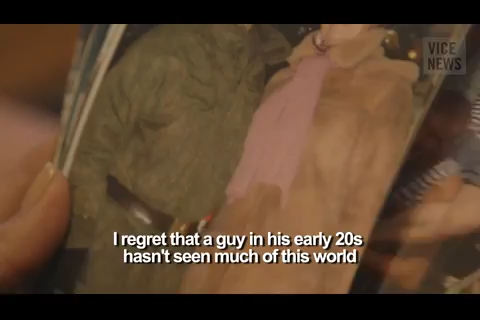 VICE
NEWS
I regret that a guy in his early 20s
hasn't seen much of this world